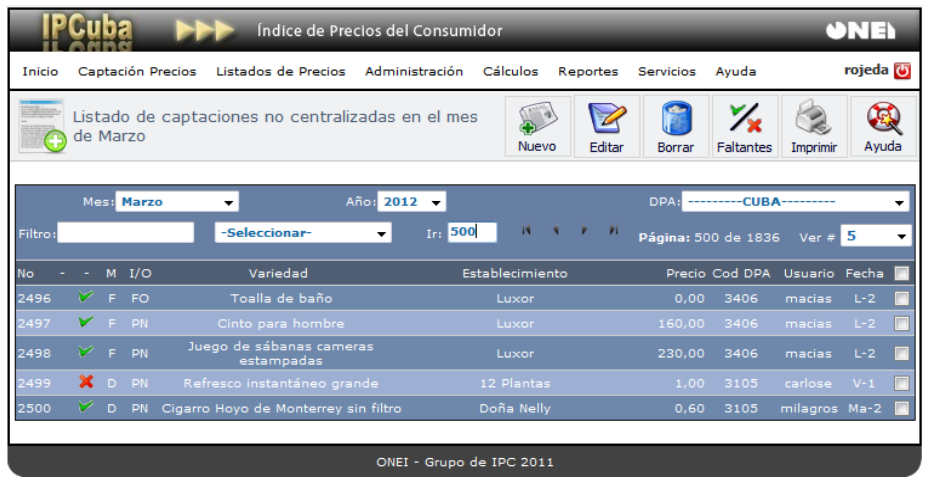 IPCuba Índice de Precios del Consumidor ONEI
Inicio Captación Precios Listados de Precios Administración Cálculos Reportes Servicios Ayuda rojeda
Listado de captaciones no centralizadas en el mes
de Marzo
Nuevo Editar Borrar Faltantes Imprimir Ayuda
Mes: Marzo Año: 2012 DPA: ---------CUBA---------
Filtro: -Seleccionar- Ir: 500 Página: 500 de 1836 Ver # 5
No - - M I/O Variedad Establecimiento Precio Cod DPA Usuario Fecha
2496 F FO Toalla de baño Luxor 0,00 3406 macias L-2
2497 F PN Cinto para hombre Luxor 160,00 3406 macias L-2
2498 F PN Juego de sábanas cameras
estampadas Luxor 230,00 3406 macias L-2
2499 D PN Refresco instantáneo grande 12 Plantas 1,00 3105 carlose V-1
2500 D PN Cigarro Hoyo de Monterrey sin filtro Doña Nelly 0,60 3105 milagros Ma-2
ONEI - Grupo de IPC 2011